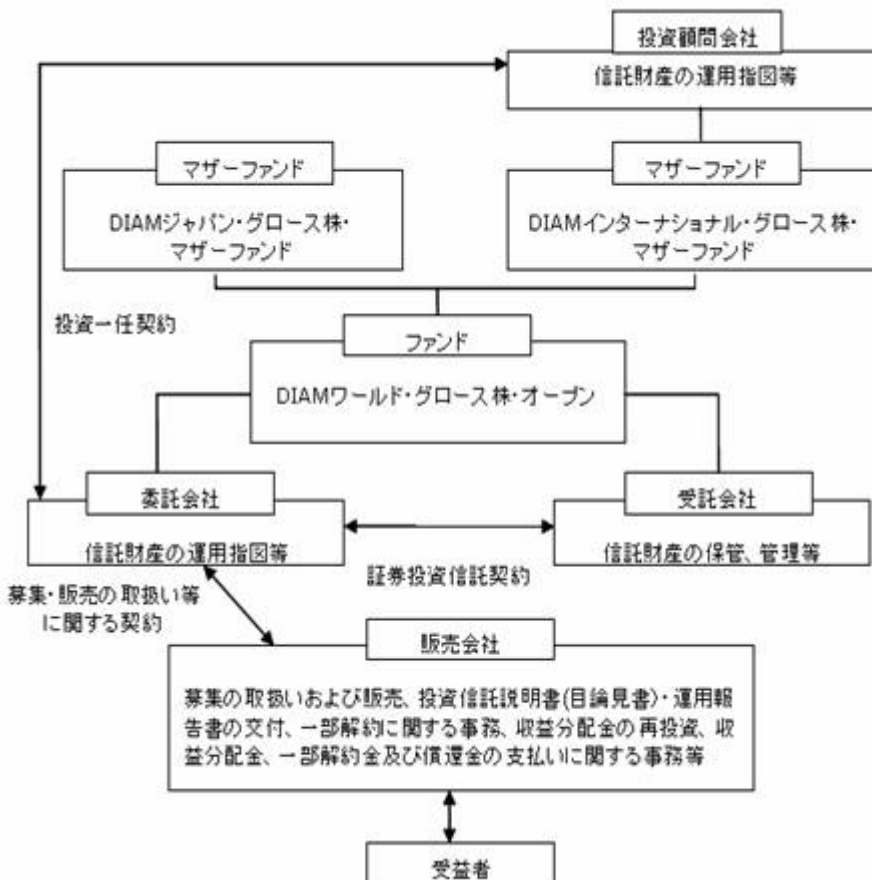 投資顧問会社
信託財産の運用指図等
マザーファンド
マザーファンド
DIAMジャパン・グロース株・
マザーファンド
DIAMインターナショナル・グロース株・
マザーファンド
投資一任契約
ファンド
DIAMワールド・グロース株・オープン
委託会社
受託会社
信託財産の運用指図等
信託財産の保管、管理等
証券投資信託契約
募集・販売の取扱い等
に関する契約
販売会社
募集の取扱いおよび販売、投資信託説明書(目論見書)・運用報
告書の交付、一部解約に関する事務、収益分配金の再投資、収
益分配金、一部解約金及び償還金の支払いに関する事務等
受益者